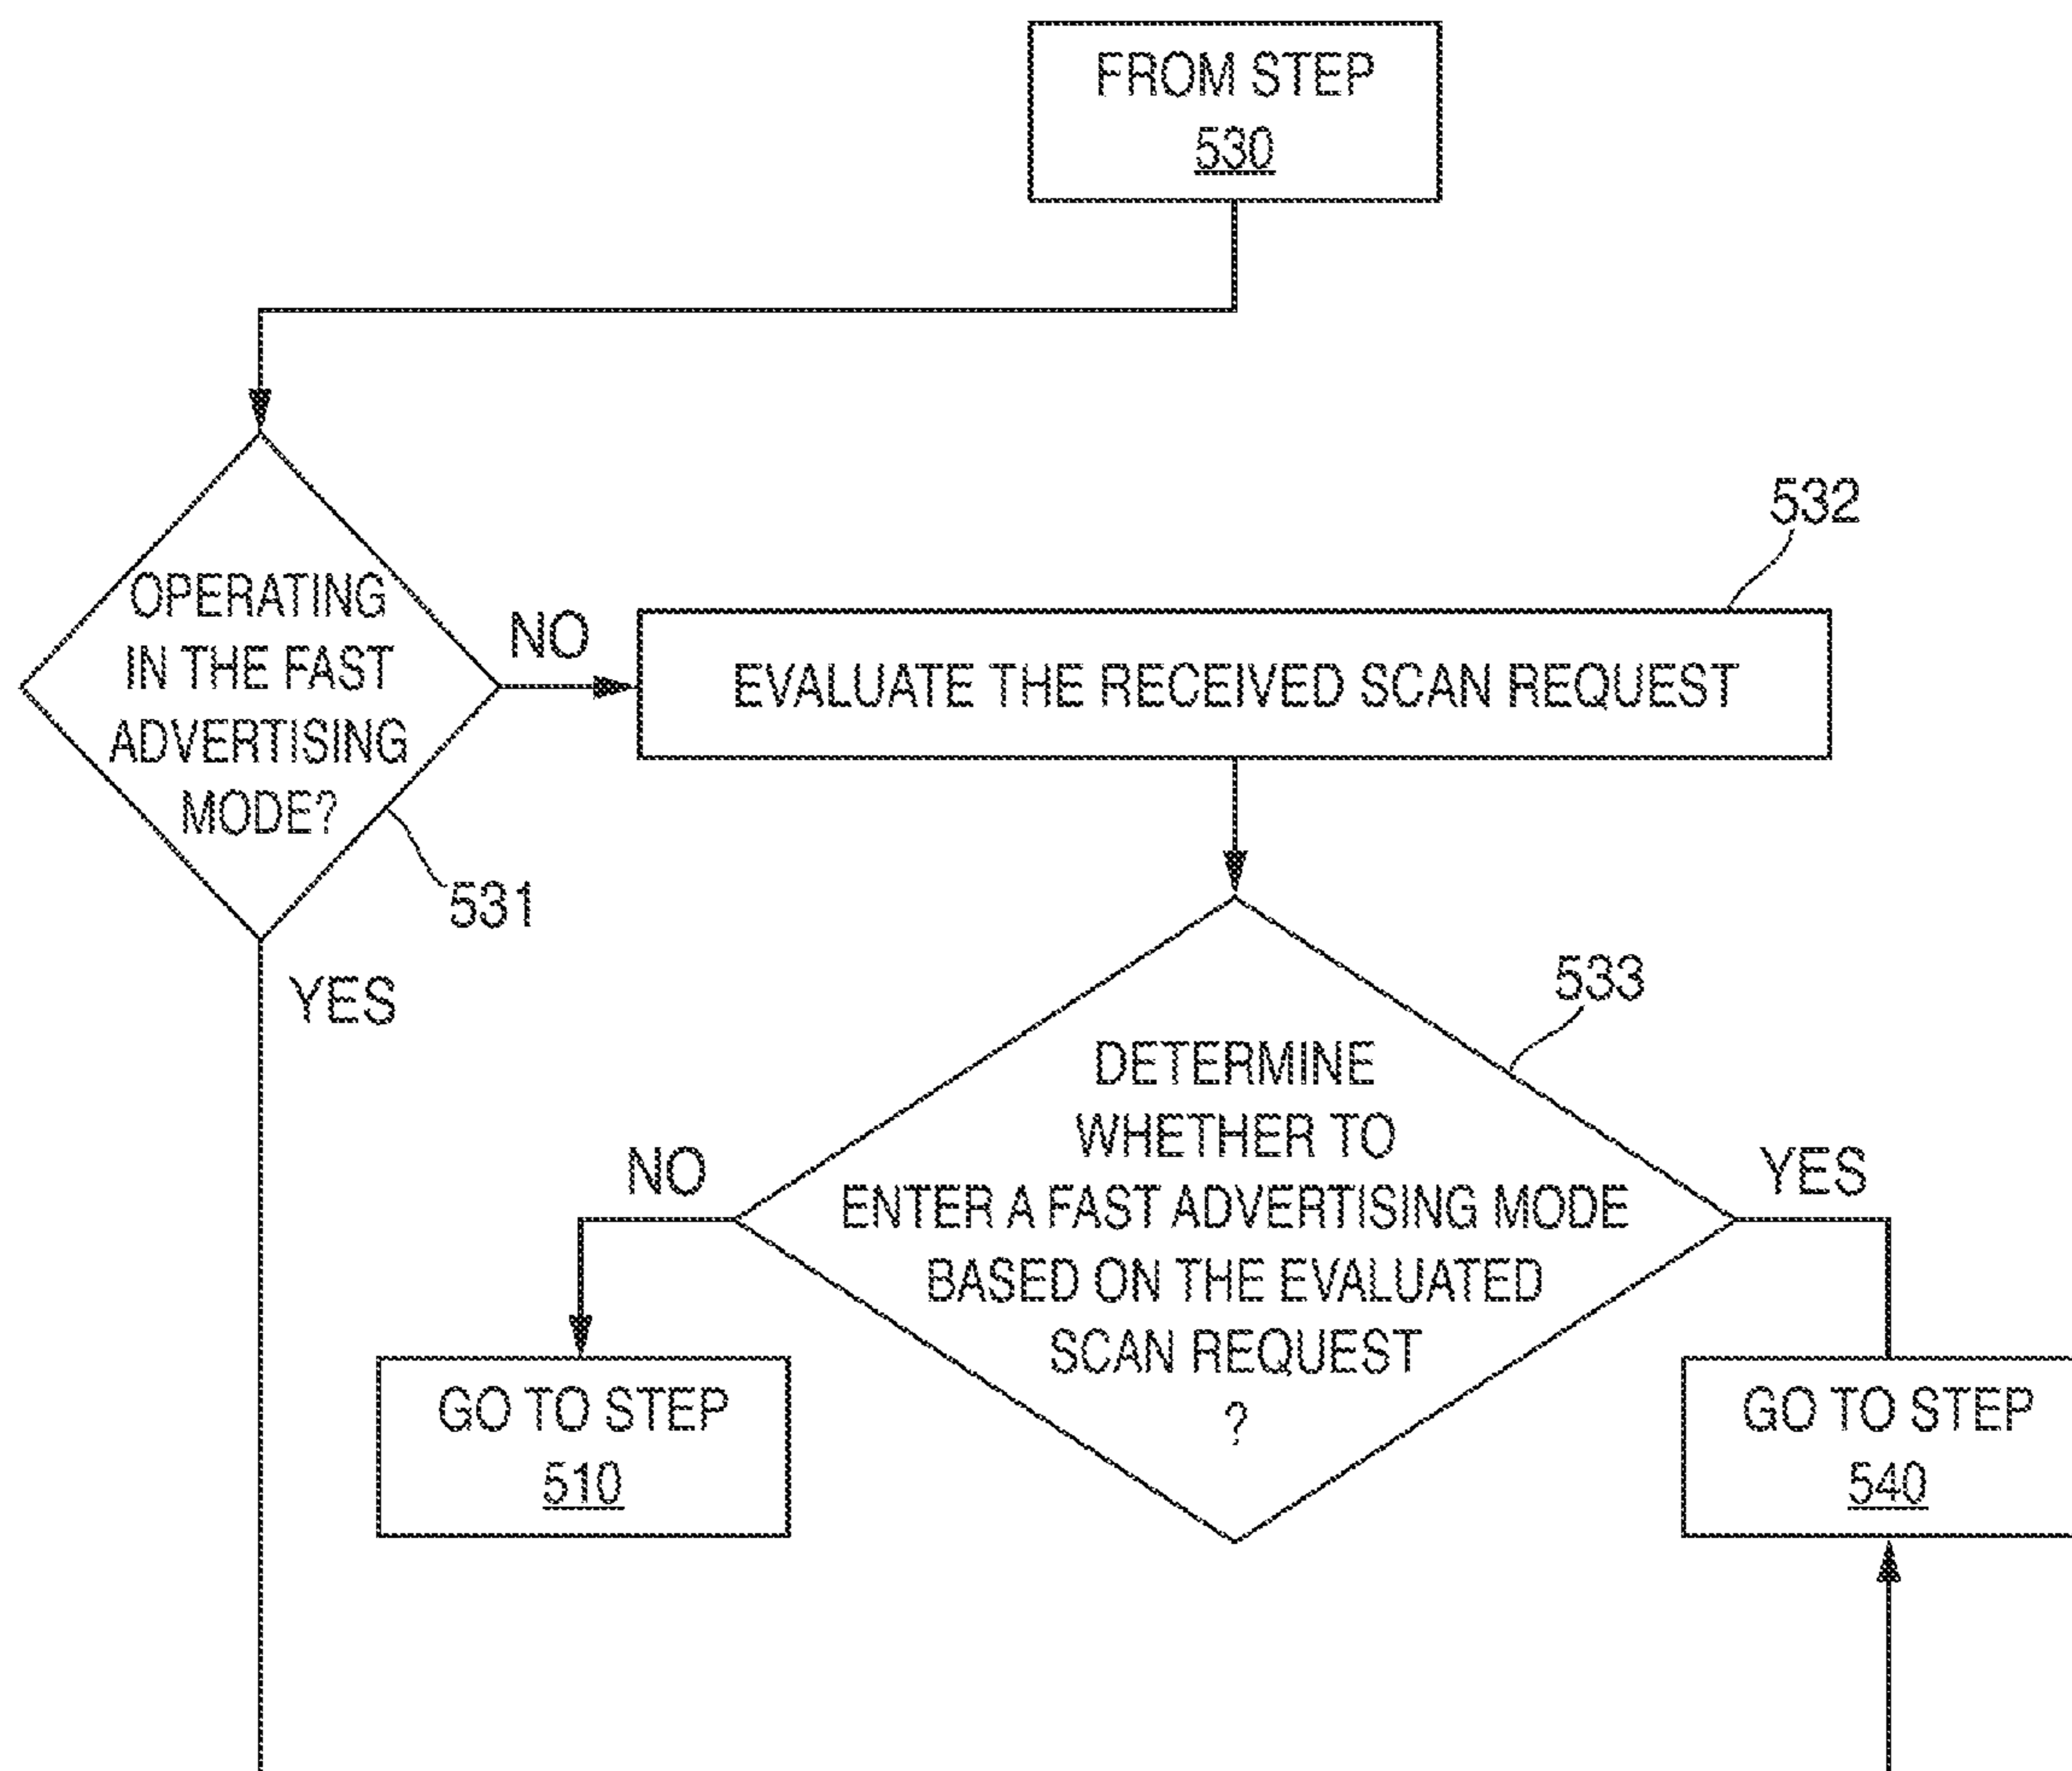 FROM STEP
530
OPERATING
IN THE FAST
ADVERTISING
MODE?
531
NO
YES
532
EVALUATE THE RECEIVED SCAN REQUEST
533
DETERMINE
WHETHER TO
ENTER A FAST ADVERTISING MODE
BASED ON THE EVALUATED
SCAN REQUEST
?
NO
YES
GO TO STEP
510
GO TO STEP
540